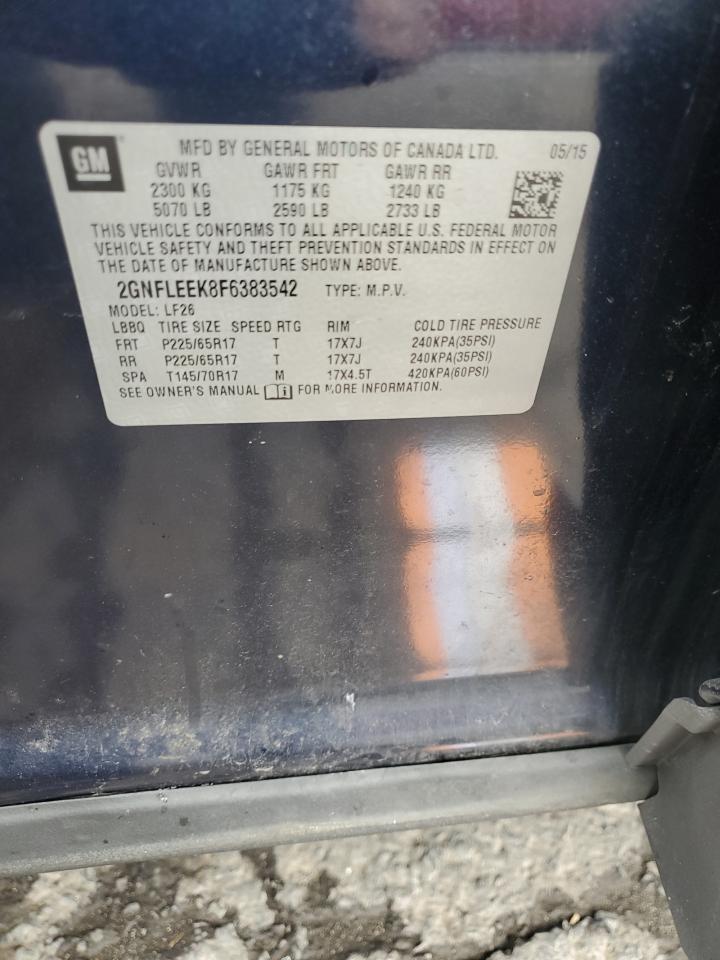 GM MFD BY GENERAL MOTORS OF CANADA LTD. 05/15
GVWR GAWR FRT GAWR RR
2300 KG 1175 KG 1240 KG
5070 LB 2590 LB 2733 LB
THIS VEHICLE CONFORMS TO ALL APPLICABLE U.S. FEDERAL MOTOR
VEHICLE SAFETY AND THEFT PREVENTION STANDARDS IN EFFECT ON
THE DATE OF MANUFACTURE SHOWN ABOVE.
2GNFLEEK8F6383542 TYPE: M.P.V.
MODEL: LF26
LBBQ TIRE SIZE SPEED RTG RIM COLD TIRE PRESSURE
FRT P225/65R17 T 17X7J 240KPA(35PSI)
RR P225/65R17 T 17X7J 240KPA(35PSI)
SPA T145/70R17 M 17X4.5T 420KPA(60PSI)
SEE OWNER'S MANUAL FOR MORE INFORMATION.